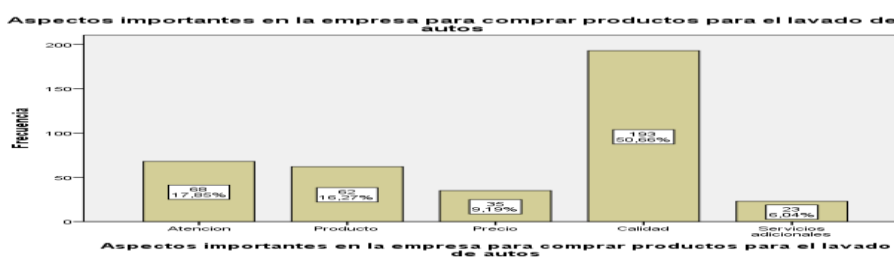 Aspectos importantes en la empresa para comprar productos para el lavado de
autos
Frecuencia
200
150
100
50
0
68
17,85%
62
16,27%
35
9,19%
193
50,66%
23
6,04%
Atencion
Producto
Precio
Calidad
Servicios
adicionales
Aspectos importantes en la empresa para comprar productos para el lavado
de autos